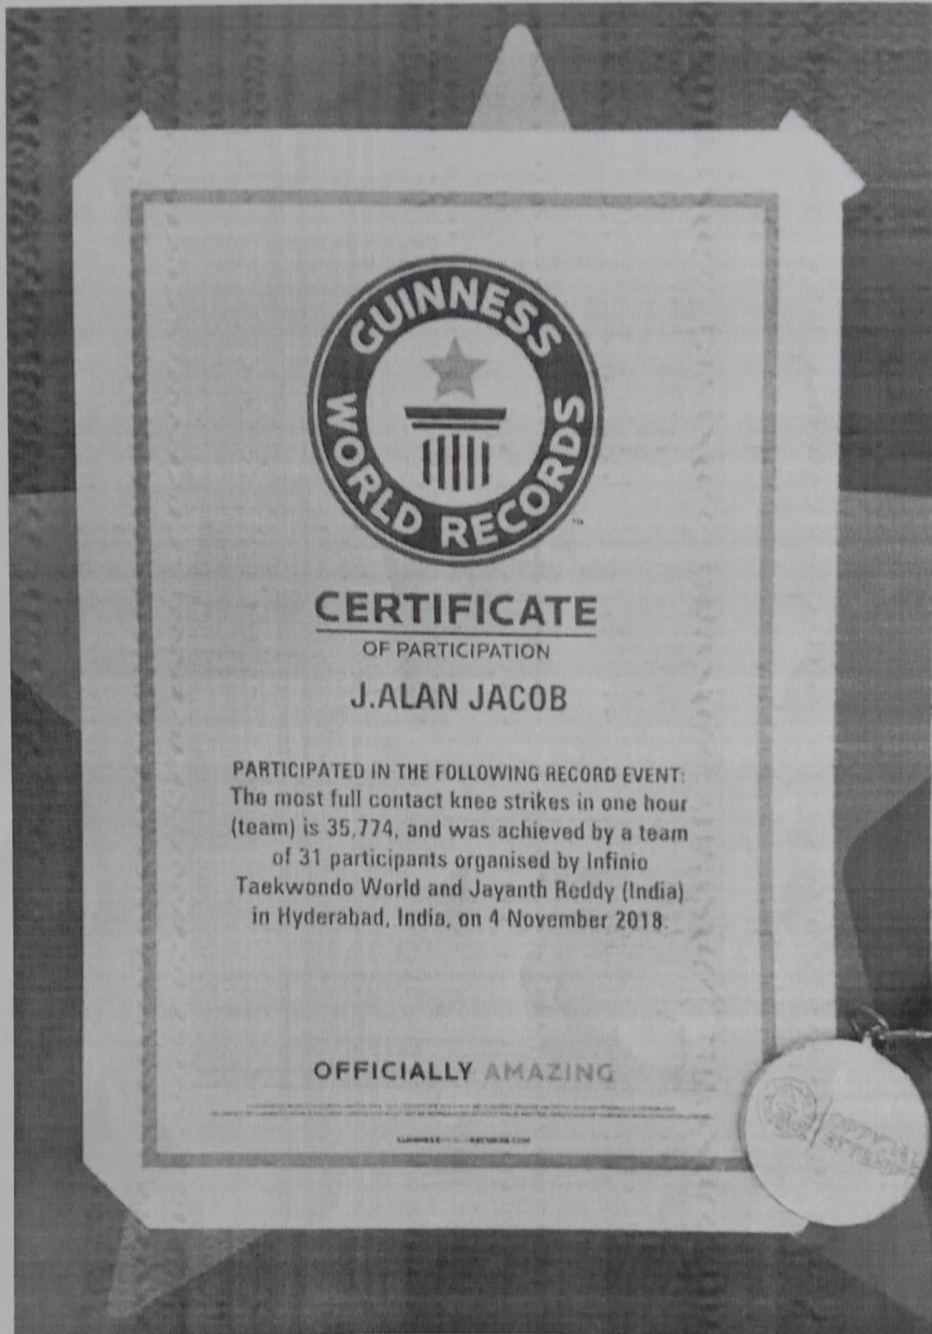 GUINNESS
WORLD RECORDS
™
CERTIFICATE
OF PARTICIPATION
J.ALAN JACOB
PARTICIPATED IN THE FOLLOWING RECORD EVENT:
The most full contact knee strikes in one hour
(team) is 35,774, and was achieved by a team
of 31 participants organised by Infinio
Taekwondo World and Jayanth Reddy (India)
in Hyderabad, India, on 4 November 2018.
OFFICIALLY AMAZING